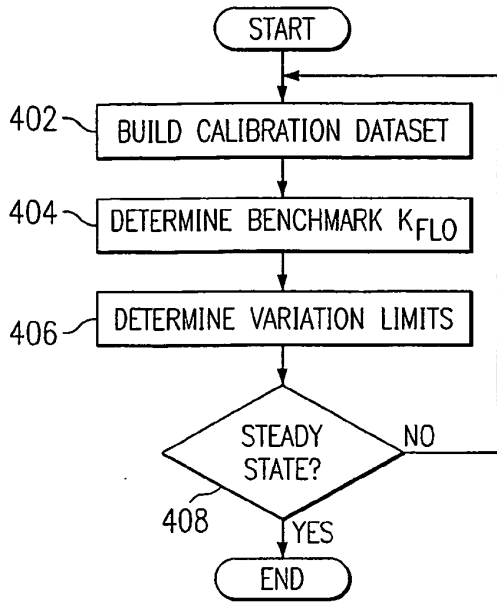 START
402
BUILD CALIBRATION DATASET
404
DETERMINE BENCHMARK KFLO
406
DETERMINE VARIATION LIMITS
STEADY
STATE?
NO
408
YES
END